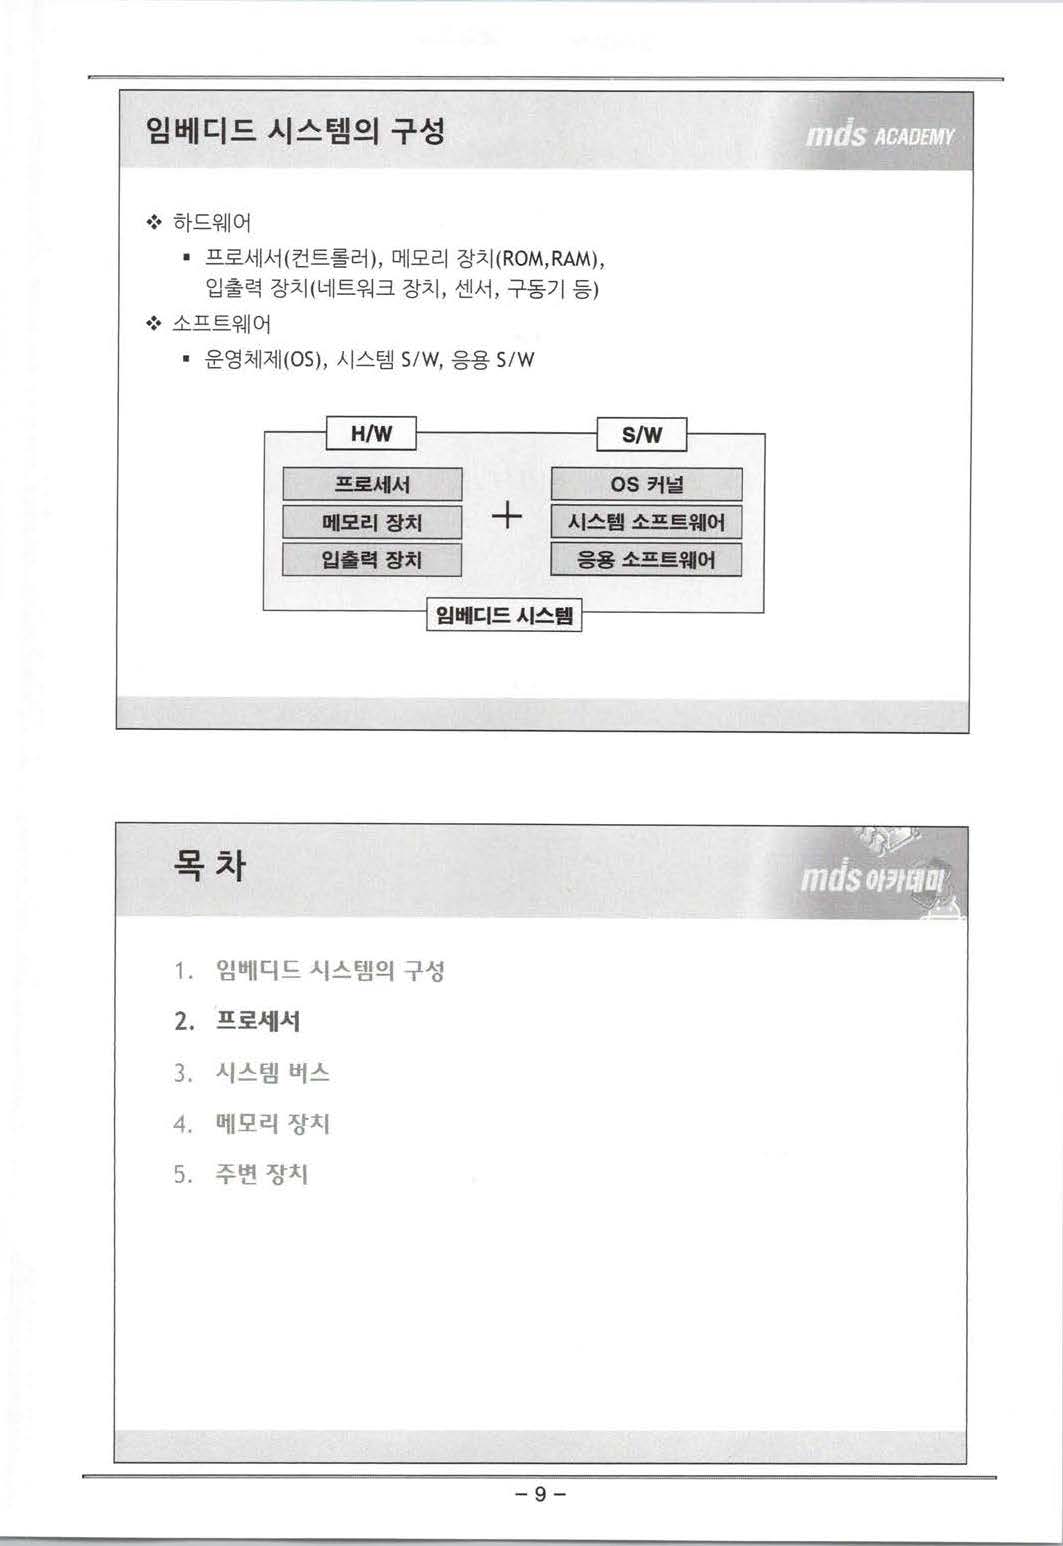 임베디드 시스템의 구성
mds ACADEMY
❖ 하드웨어
▪ 프로세서(컨트롤러), 메모리 장치(ROM,RAM),
입출력 장치(네트워크 장치, 센서, 구동기 등)
❖ 소프트웨어
▪ 운영체제(OS), 시스템 S/W, 응용 S/W
H/W
S/W
프로세서
OS 커널
메모리 장치
+
시스템 소프트웨어
입출력 장치
응용 소프트웨어
임베디드 시스템
목 차
mds 아카데미
1. 임베디드 시스템의 구성
2. 프로세서
3. 시스템 버스
4. 메모리 장치
5. 주변 장치
- 9 -